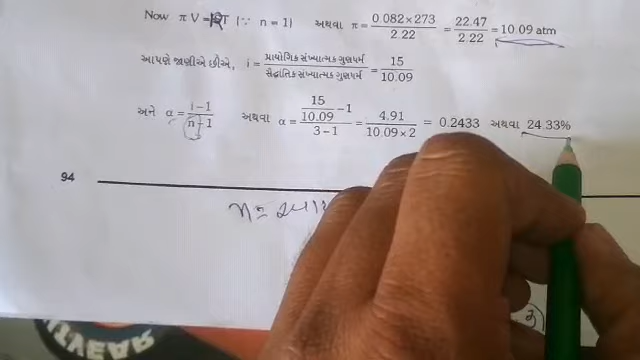 Now π V = RT (∵ n = 1) અથવા π = 0.082 × 273 / 2.22 = 22.47 / 2.22 = 10.09 atm
આપણે જાણીએ છીએ, i = પ્રાયોગિક સંખ્યાત્મક ગુણધર્મ / સૈદ્ધાંતિક સંખ્યાત્મક ગુણધર્મ = 15 / 10.09
અને α = i − 1 / n − 1 અથવા α = 15 / 10.09 − 1 / 3 − 1 = 4.91 / 10.09 × 2 = 0.2433 અથવા 24.33%
94
n =
3